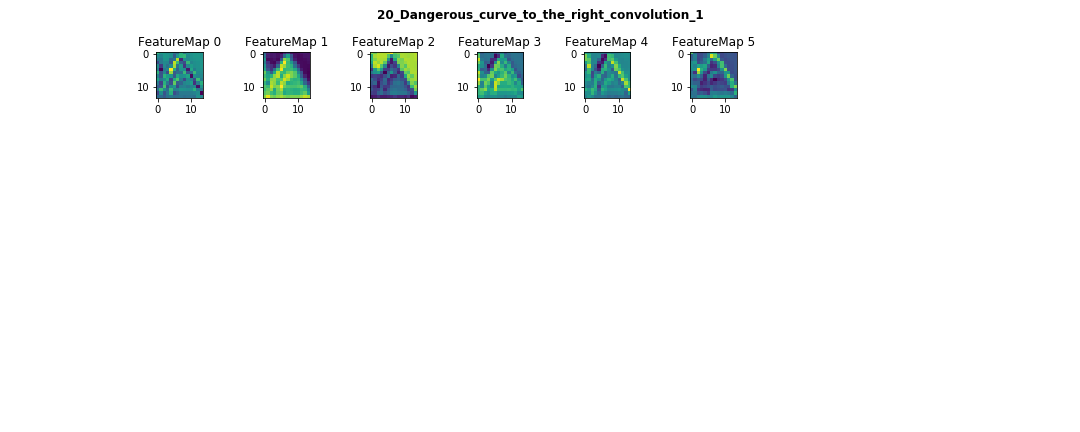 20_Dangerous_curve_to_the_right_convolution_1
FeatureMap 0 FeatureMap 1 FeatureMap 2 FeatureMap 3 FeatureMap 4 FeatureMap 5
0 0 0 0 0 0
10 10 10 10 10 10
0 10 0 10 0 10 0 10 0 10 0 10